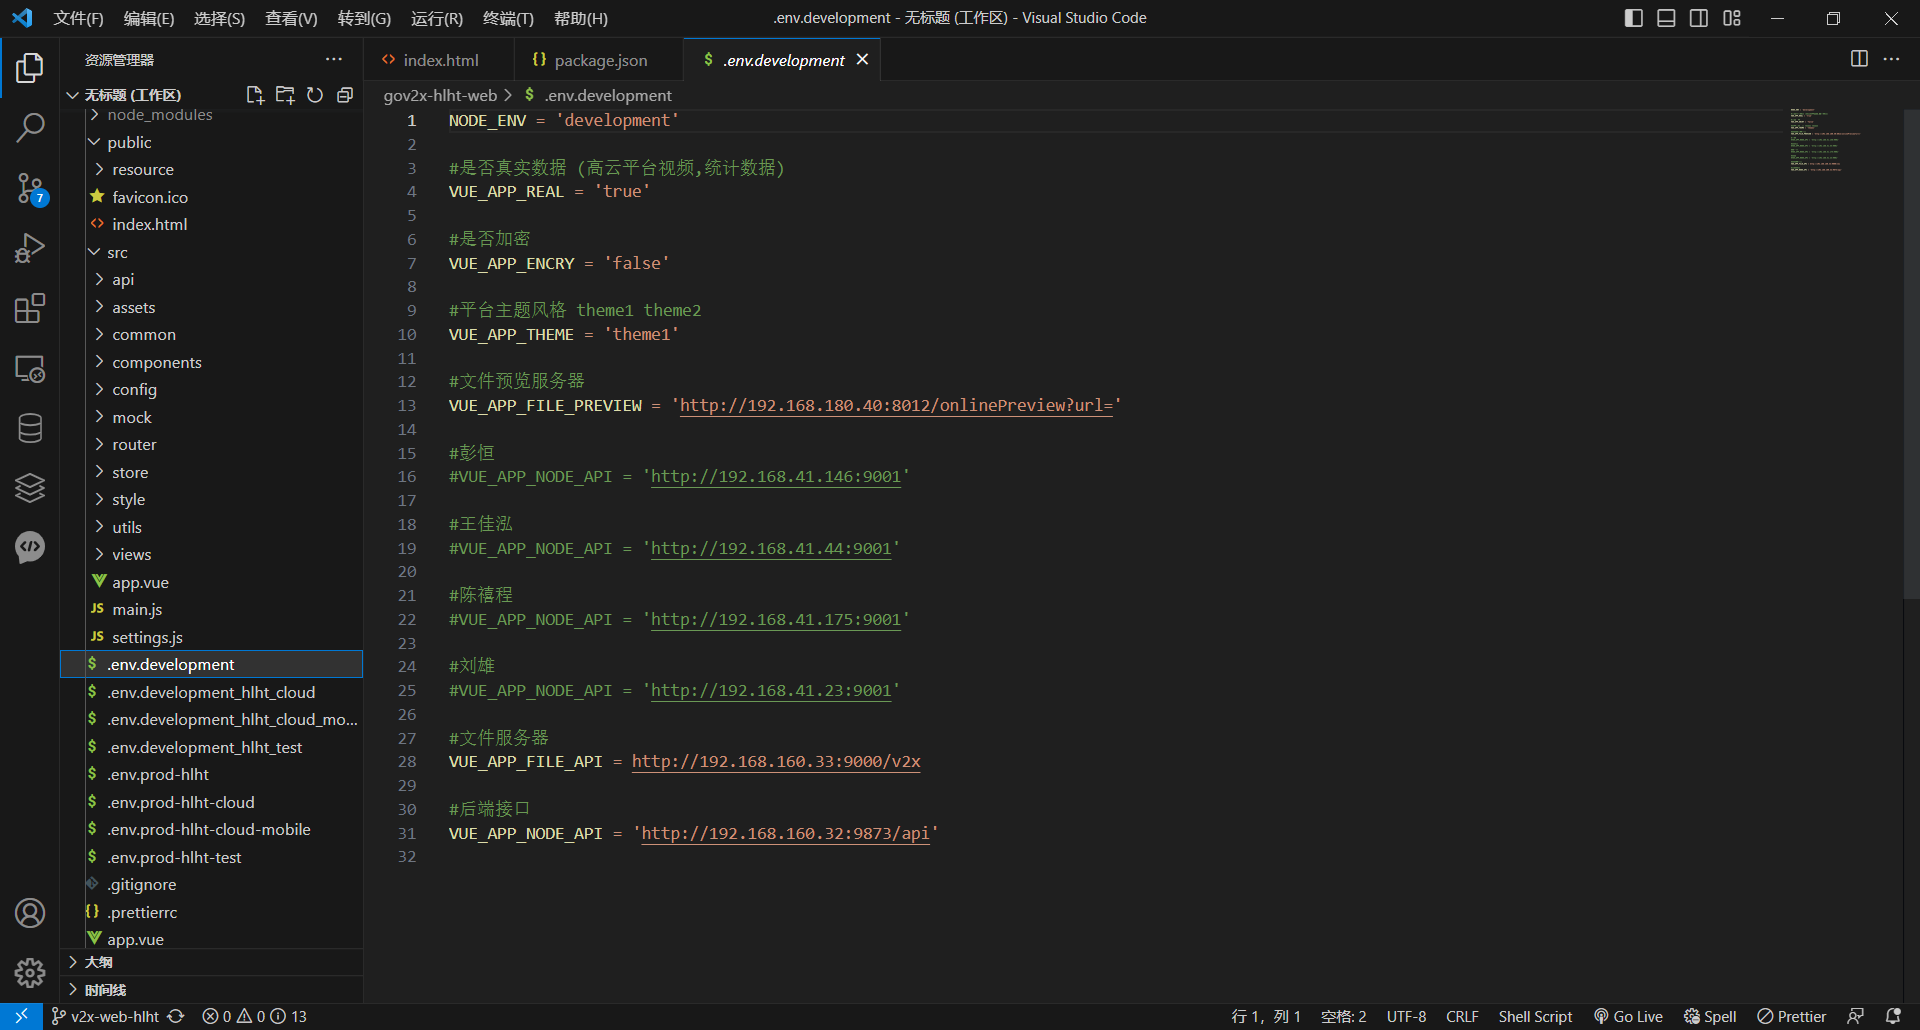 文件(F) 编辑(E) 选择(S) 查看(V) 转到(G) 运行(R) 终端(T) 帮助(H)
.env.development - 无标题 (工作区) - Visual Studio Code
资源管理器
index.html
package.json
.env.development
无标题 (工作区)
gov2x-hlht-web > $ .env.development
node_modules
public
resource
favicon.ico
index.html
src
api
assets
common
components
config
mock
router
store
style
utils
views
app.vue
JS main.js
JS settings.js
$ .env.development
$ .env.development_hlht_cloud
$ .env.development_hlht_cloud_mo...
$ .env.development_hlht_test
$ .env.prod-hlht
$ .env.prod-hlht-cloud
$ .env.prod-hlht-cloud-mobile
$ .env.prod-hlht-test
.gitignore
{} .prettierrc
app.vue
大纲
时间线
7
1 NODE_ENV = 'development'
2
3 #是否真实数据 (高云平台视频,统计数据)
4 VUE_APP_REAL = 'true'
5
6 #是否加密
7 VUE_APP_ENCRY = 'false'
8
9 #平台主题风格 theme1 theme2
10 VUE_APP_THEME = 'theme1'
11
12 #文件预览服务器
13 VUE_APP_FILE_PREVIEW = 'http://192.168.180.40:8012/onlinePreview?url='
14
15 #彭恒
16 #VUE_APP_NODE_API = 'http://192.168.41.146:9001'
17
18 #王佳泓
19 #VUE_APP_NODE_API = 'http://192.168.41.44:9001'
20
21 #陈禧程
22 #VUE_APP_NODE_API = 'http://192.168.41.175:9001'
23
24 #刘雄
25 #VUE_APP_NODE_API = 'http://192.168.41.23:9001'
26
27 #文件服务器
28 VUE_APP_FILE_API = http://192.168.160.33:9000/v2x
29
30 #后端接口
31 VUE_APP_NODE_API = 'http://192.168.160.32:9873/api'
32
v2x-web-hlht 0 0 13
行 1，列 1 空格: 2 UTF-8 CRLF Shell Script Go Live Spell Prettier